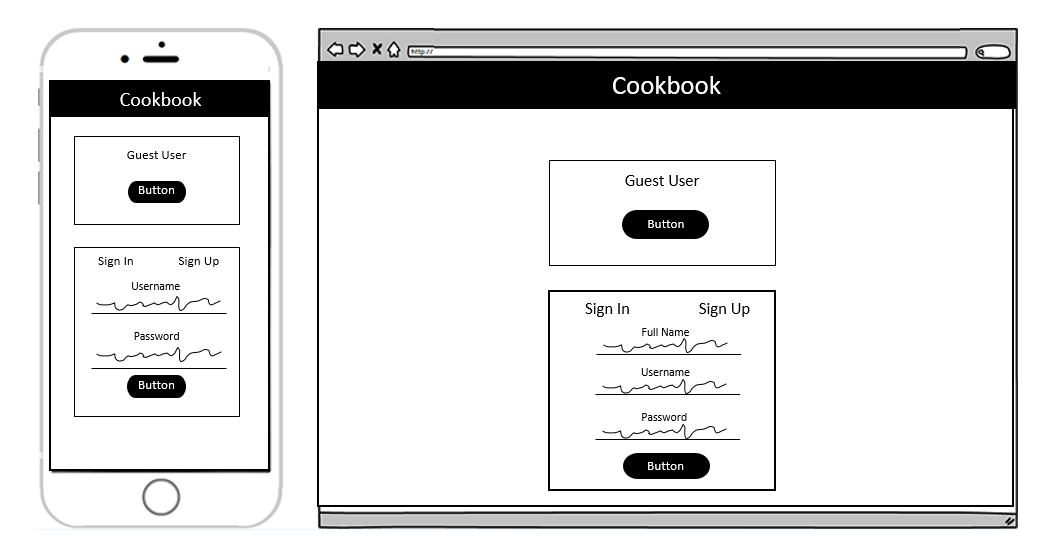 Cookbook
Guest User
Button
Sign In Sign Up
Username
Password
Button
http://
Cookbook
Guest User
Button
Sign In Sign Up
Full Name
Username
Password
Button